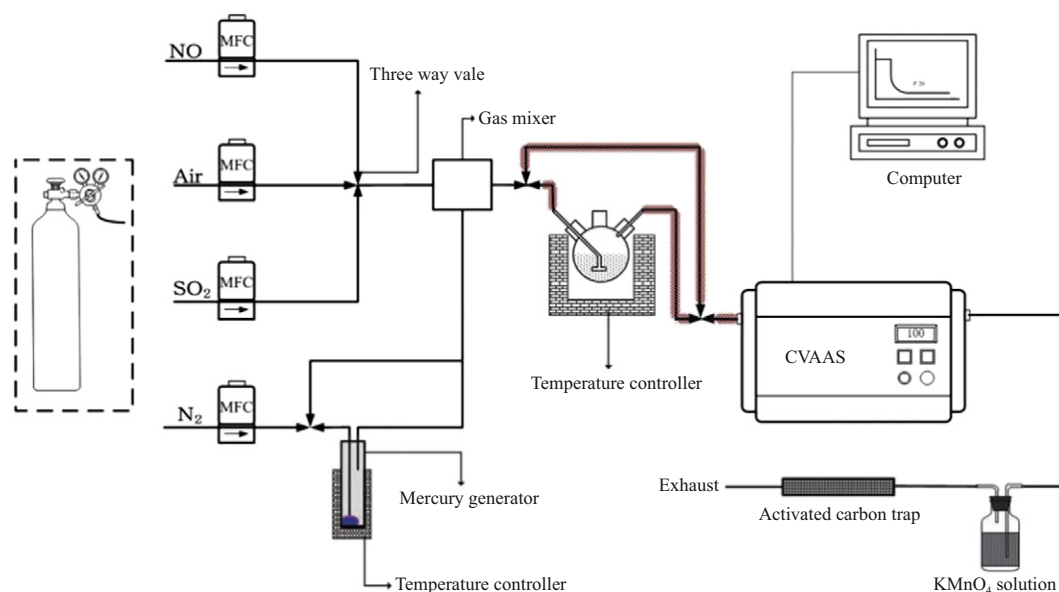 NO
MFC
Three way vale
Gas mixer
Air
MFC
Computer
SO₂
MFC
CVAAS
100
Temperature controller
N₂
MFC
Mercury generator
Exhaust
Activated carbon trap
Temperature controller
KMnO₄ solution